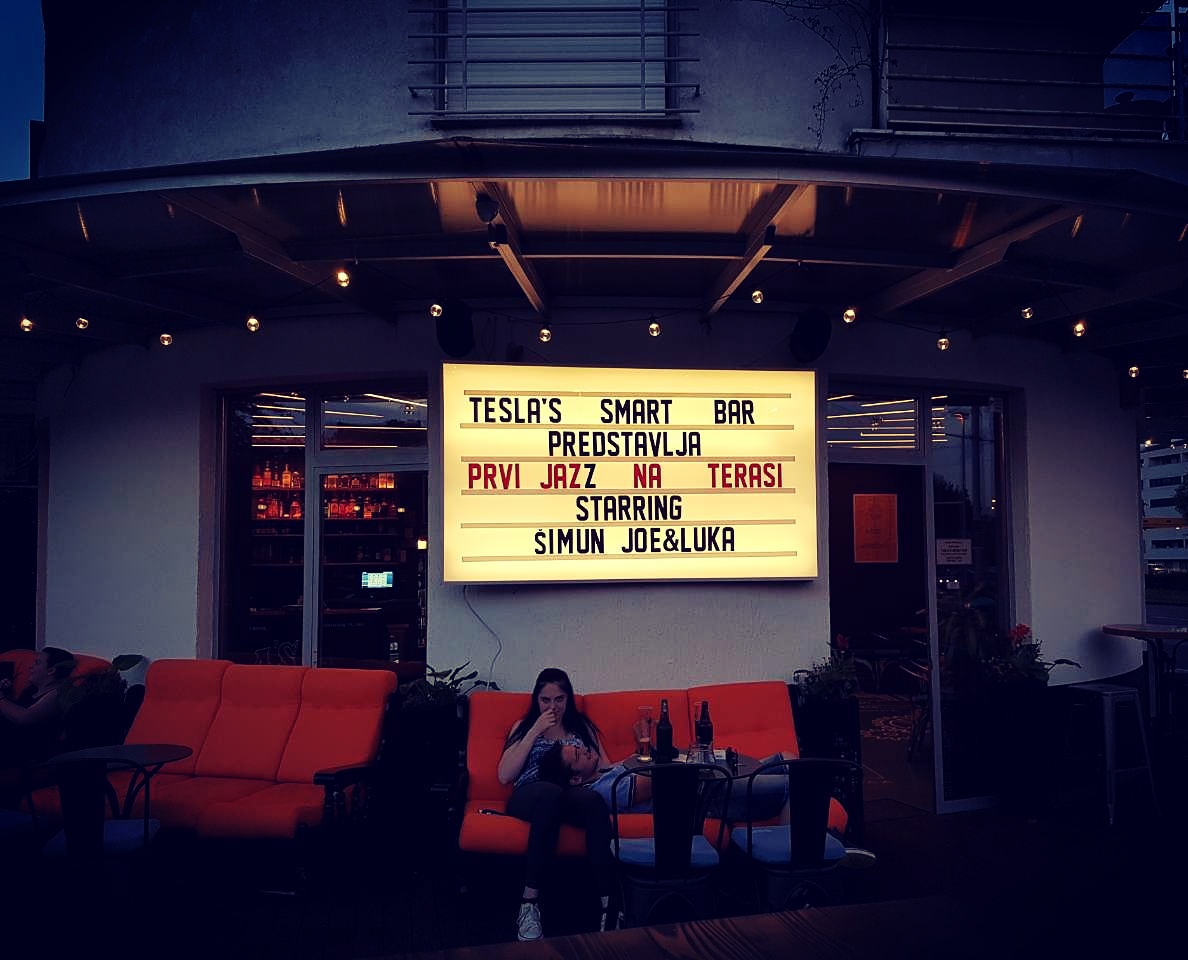 TESLA'S SMART BAR
PREDSTAVLJA
PRVI JAZZ NA TERASI
STARRING
ŠIMUN JOE&LUKA